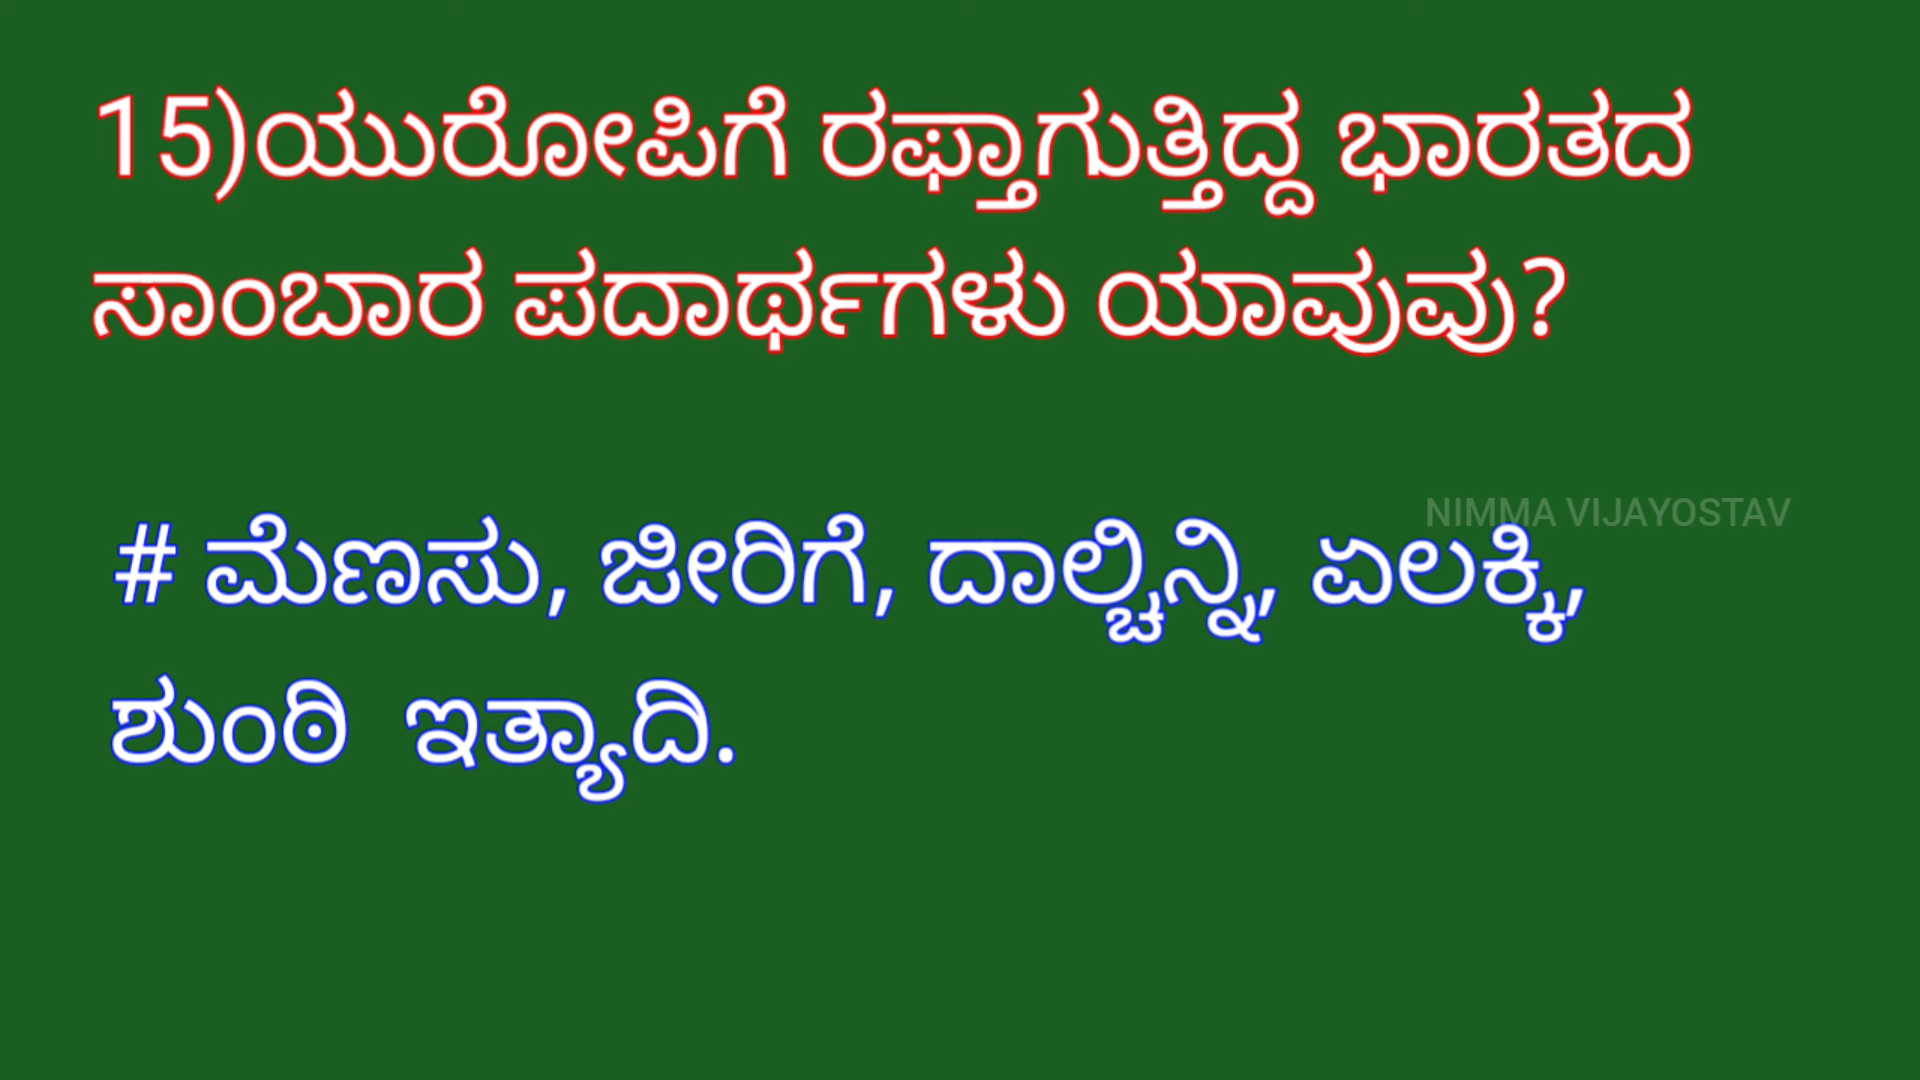 15)ಯುರೋಪಿಗೆ ರಫ್ತಾಗುತ್ತಿದ್ದ ಭಾರತದ
ಸಾಂಬಾರ ಪದಾರ್ಥಗಳು ಯಾವುವು?
NIMMA VIJAYOSTAV
# ಮೆಣಸು, ಜೀರಿಗೆ, ದಾಲ್ಚಿನ್ನಿ, ಏಲಕ್ಕಿ,
ಶುಂಠಿ ಇತ್ಯಾದಿ.